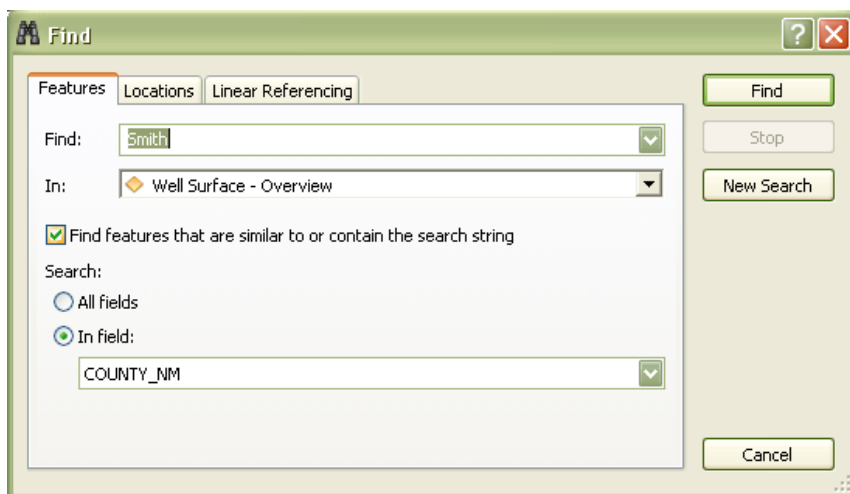 Find
Features Locations Linear Referencing
Find
Find: Smith
Stop
In: Well Surface - Overview
New Search
Find features that are similar to or contain the search string
Search:
All fields
In field:
COUNTY_NM
Cancel